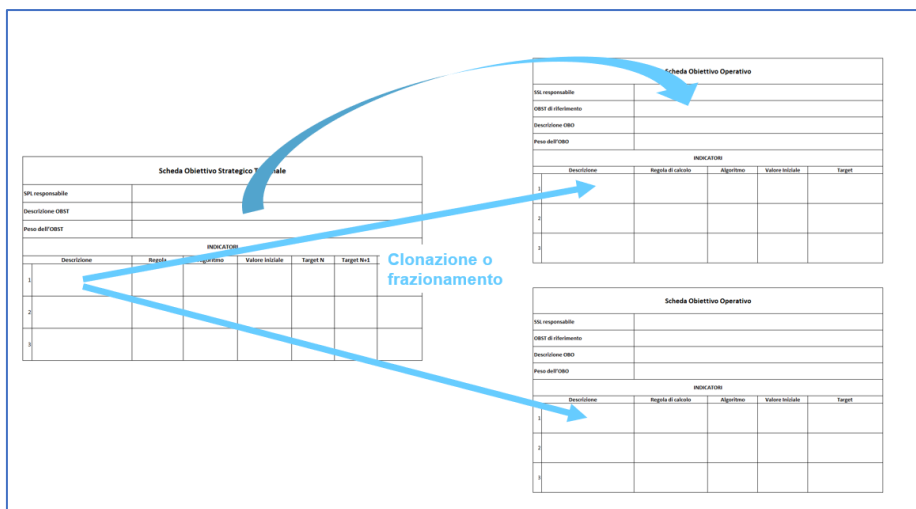 Scheda Obiettivo Strategico
SPL responsabile
Descrizione OBST
Peso dell'OBST
INDICATORI
Descrizione Regola Valore iniziale Target N Target N+1
1
2
3
Clonazione o
frazionamento
Scheda Obiettivo Operativo
SSL responsabile
OBST di riferimento
Descrizione OBO
Peso dell'OBO
INDICATORI
Descrizione Regola di calcolo Algoritmo Valore Iniziale Target
1
2
3
Scheda Obiettivo Operativo
SSL responsabile
OBST di riferimento
Descrizione OBO
Peso dell'OBO
INDICATORI
Descrizione Regola di calcolo Algoritmo Valore Iniziale Target
1
2
3